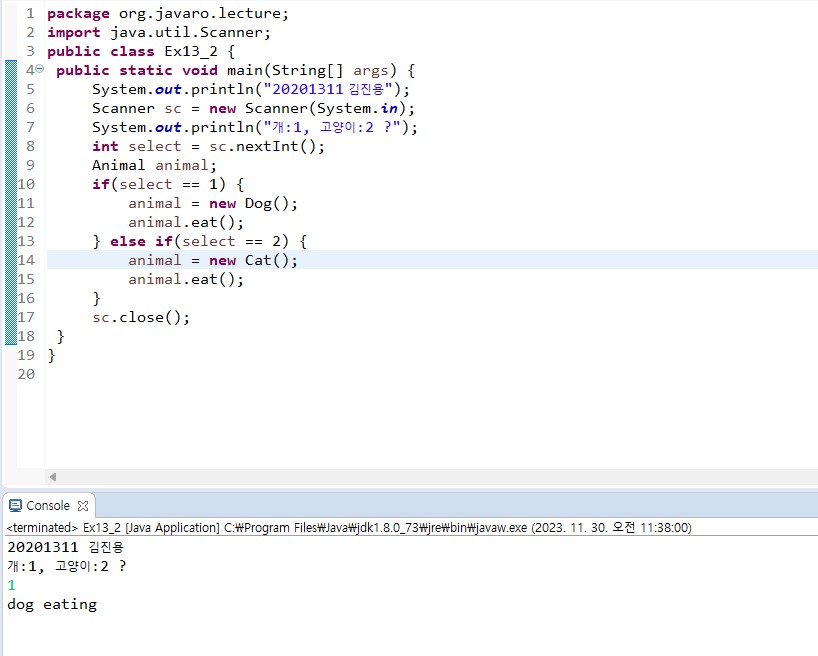 1 package org.javaro.lecture;
2 import java.util.Scanner;
3 public class Ex13_2 {
4 public static void main(String[] args) {
5 System.out.println("20201311 김진용");
6 Scanner sc = new Scanner(System.in);
7 System.out.println("개:1, 고양이:2 ?");
8 int select = sc.nextInt();
9 Animal animal;
10 if(select == 1) {
11 animal = new Dog();
12 animal.eat();
13 } else if(select == 2) {
14 animal = new Cat();
15 animal.eat();
16 }
17 sc.close();
18 }
19 }
20
Console
<terminated> Ex13_2 [Java Application] C:₩Program Files₩Java₩jdk1.8.0_73₩jre₩bin₩javaw.exe (2023. 11. 30. 오전 11:38:00)
20201311 김진용
개:1, 고양이:2 ?
1
dog eating